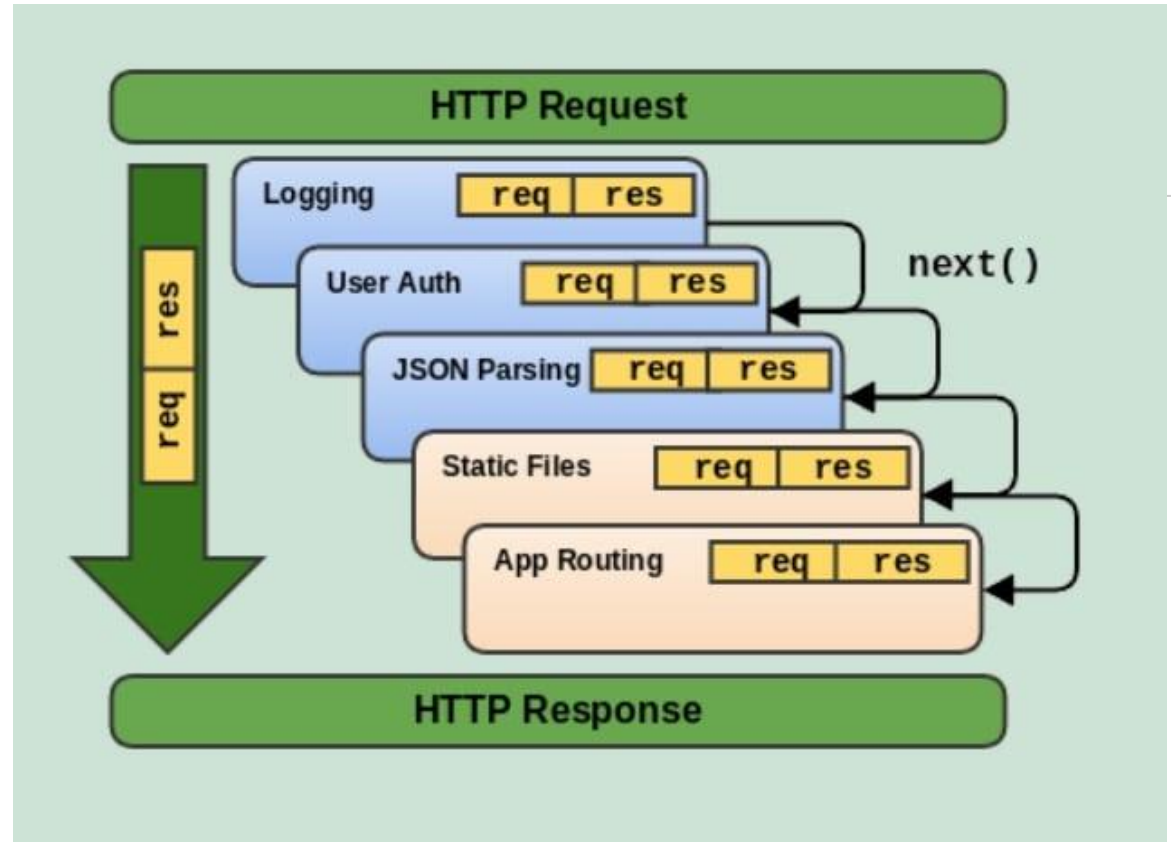 HTTP Request
Logging req res
next()
User Auth req res
res
JSON Parsing req res
req
Static Files req res
App Routing req res
HTTP Response